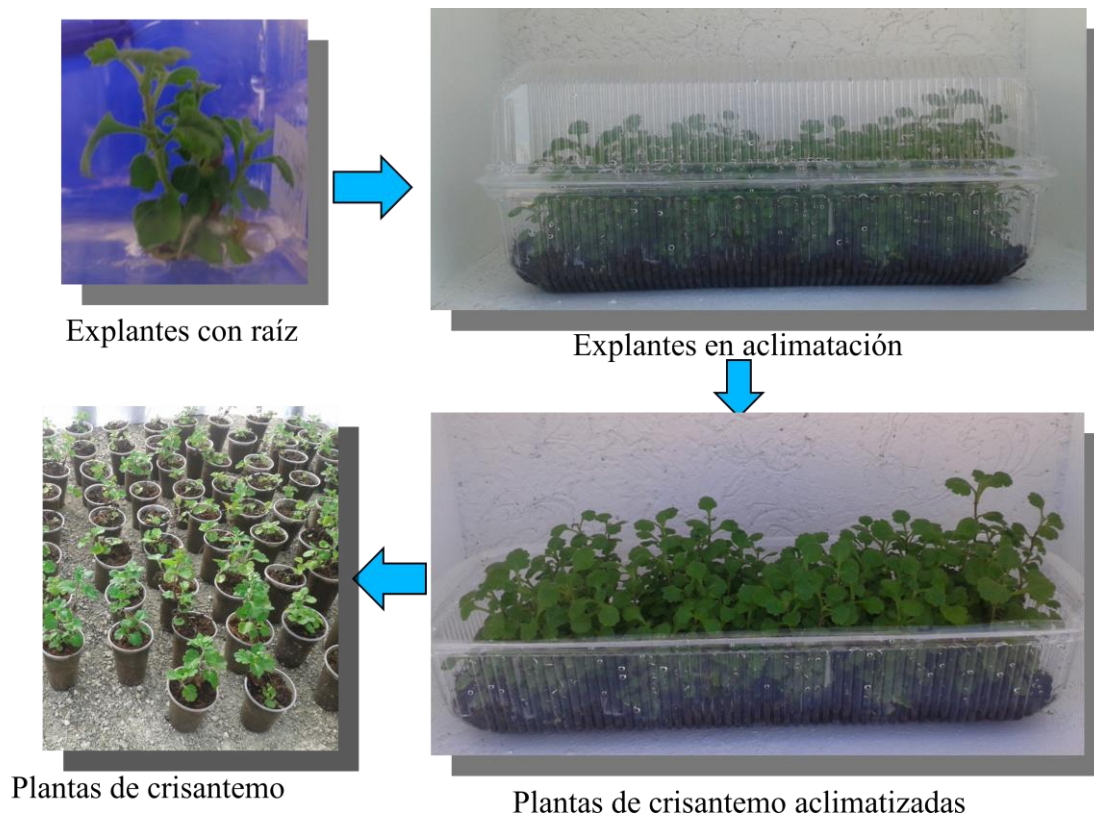 Explantes con raíz
Explantes en aclimatación
Plantas de crisantemo
Plantas de crisantemo aclimatizadas